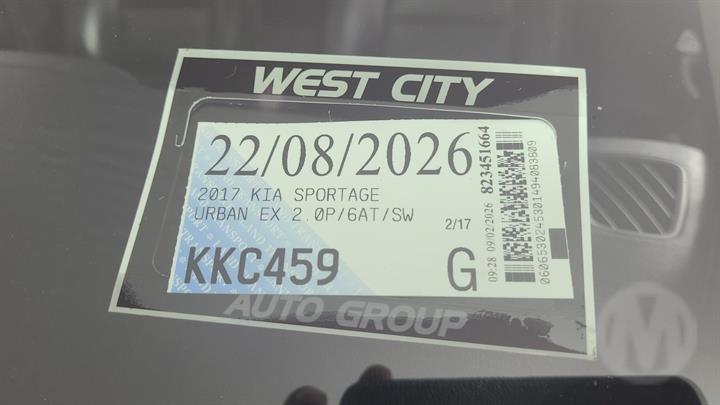 WEST CITY
22/08/2026
2017 KIA SPORTAGE
URBAN EX 2.0P/6AT/SW
2/17
KKC459
G
09:28 09/02/2026 823451664
0606530245301494083809
AUTO GROUP
M